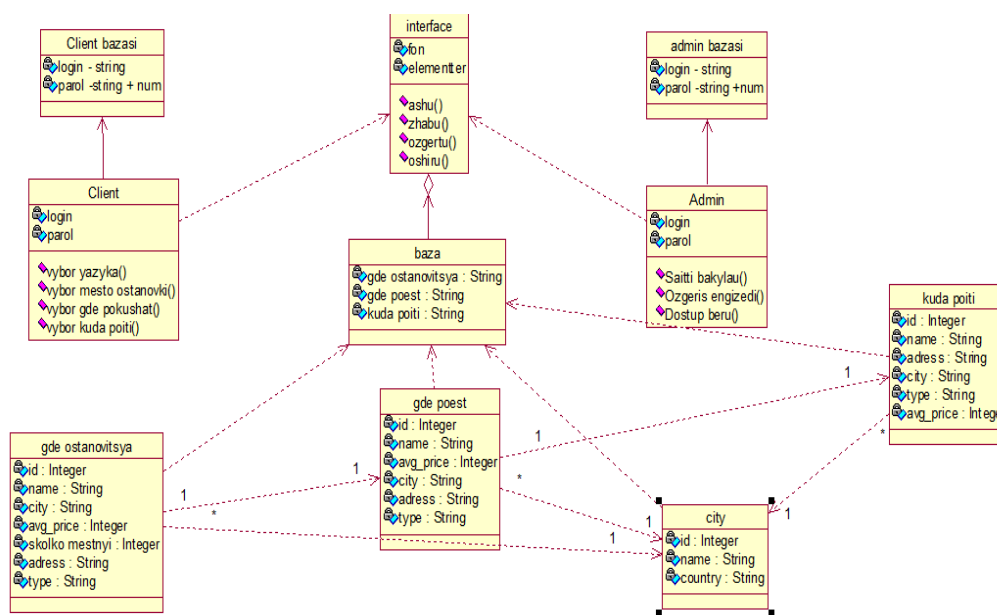 Client bazasi
login - string
parol -string + num
interface
fon
elementter
ashu()
zhabu()
ozgertu()
oshiru()
admin bazasi
login - string
parol -string +num
Client
login
parol
vybor yazyka()
vybor mesto ostanovki()
vybor gde pokushat()
vybor kuda poiti()
baza
gde ostanovitsya : String
gde poest : String
kuda poiti : String
Admin
login
parol
Saitti bakylau()
Ozgeris engizedi()
Dostup beru()
kuda poiti
id : Integer
name : String
adress : String
city : String
type : String
avg_price : Integ
gde ostanovitsya
id : Integer
name : String
city : String
avg_price : Integer
skolko mestnyi : Integer
adress : String
type : String
gde poest
id : Integer
name : String
avg_price : Integer
city : String
adress : String
type : String
city
id : Integer
name : String
country : String
1
1
1
1
*
*
*
1
1
1